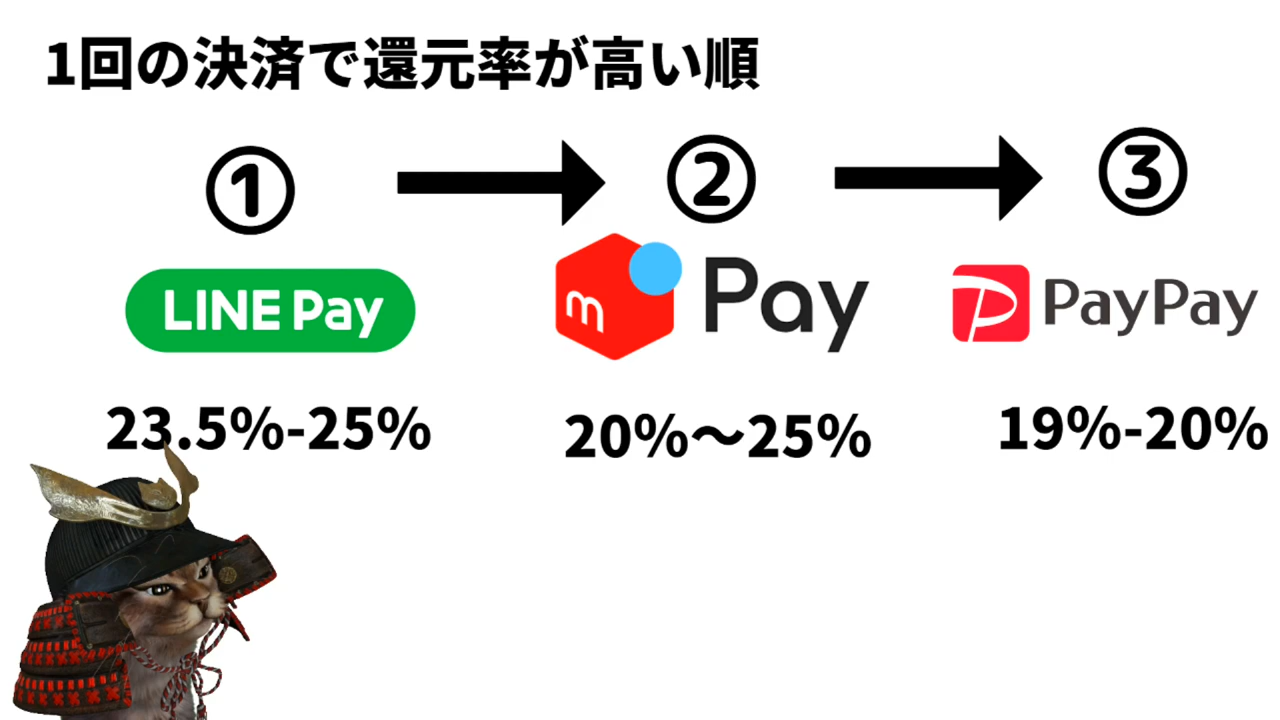 1回の決済で還元率が高い順
① ② ③
LINE Pay
m Pay
PayPay
23.5%-25%
20%〜25%
19%-20%